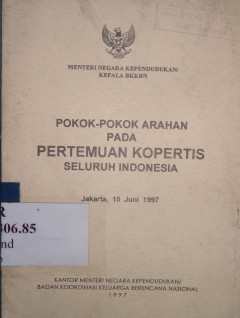 MENTERI NEGARA KEPENDUDUKAN/
KEPALA BKKBN
POKOK-POKOK ARAHAN
PADA
PERTEMUAN KOPERTIS
SELURUH INDONESIA
Jakarta, 10 Juni 1997
R
306.85
ind
KANTOR MENTERI NEGARA KEPENDUDUKAN/
BADAN KOORDINASI KELUARGA BERENCANA NASIONAL
1997